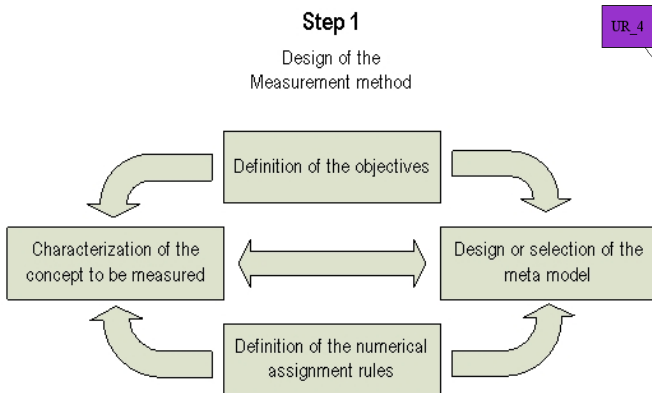 Step 1
UR_4
Design of the
Measurement method
Definition of the objectives
Characterization of the
concept to be measured
Design or selection of the
meta model
Definition of the numerical
assignment rules